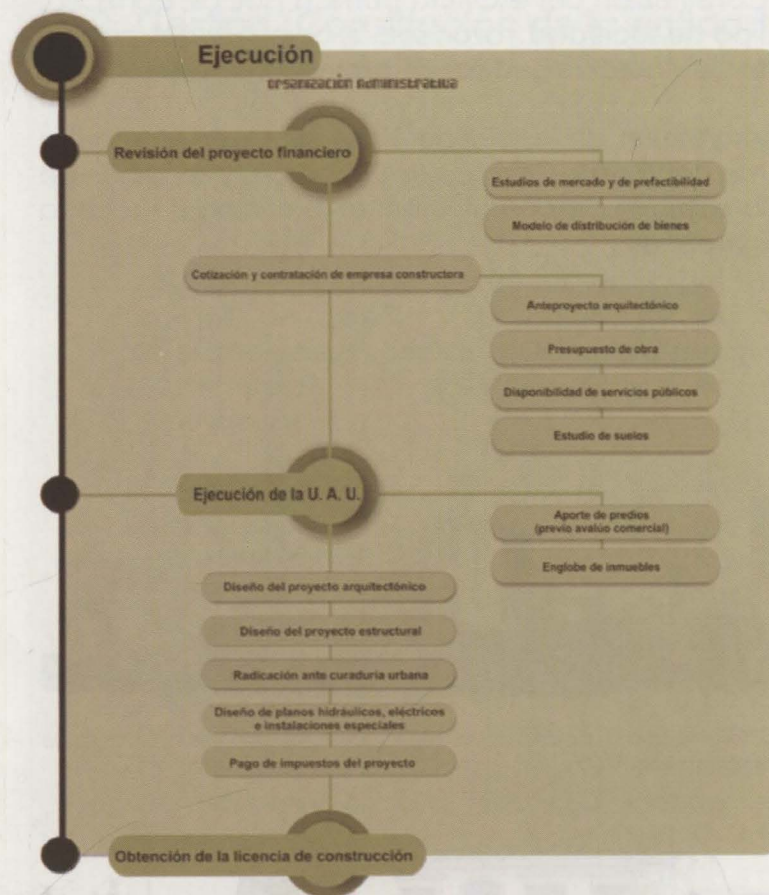 Ejecución
Organización Administrativa
Revisión del proyecto financiero
Estudios de mercado y de prefactibilidad
Modelo de distribución de bienes
Cotización y contratación de empresa constructora
Anteproyecto arquitectónico
Presupuesto de obra
Disponibilidad de servicios públicos
Estudio de suelos
Ejecución de la U. A. U.
Aporte de predios
(previo avalúo comercial)
Englobe de inmuebles
Diseño del proyecto arquitectónico
Diseño del proyecto estructural
Radicación ante curaduría urbana
Diseño de planos hidráulicos, eléctricos
e instalaciones especiales
Pago de impuestos del proyecto
Obtención de la licencia de construcción